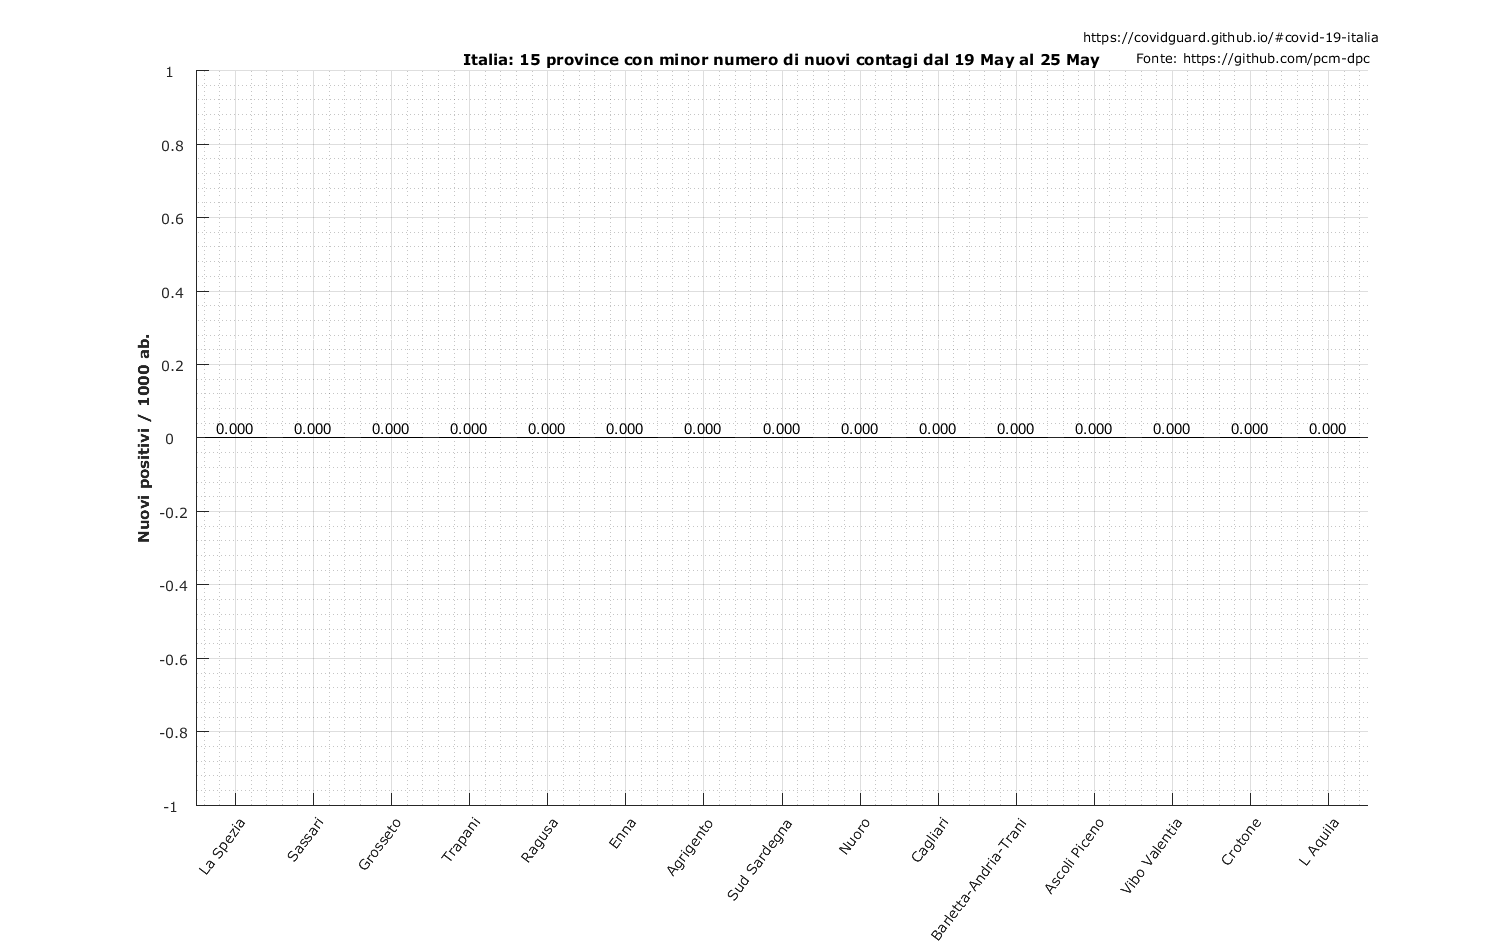 https://covidguard.github.io/#covid-19-italia
Italia: 15 province con minor numero di nuovi contagi dal 19 May al 25 May
Fonte: https://github.com/pcm-dpc
Nuovi positivi / 1000 ab.
1
0.8
0.6
0.4
0.2
0
-0.2
-0.4
-0.6
-0.8
-1
0.000 0.000 0.000 0.000 0.000 0.000 0.000 0.000 0.000 0.000 0.000 0.000 0.000 0.000 0.000
La Spezia
Sassari
Grosseto
Trapani
Ragusa
Enna
Agrigento
Sud Sardegna
Nuoro
Cagliari
Barletta-Andria-Trani
Ascoli Piceno
Vibo Valentia
Crotone
L Aquila